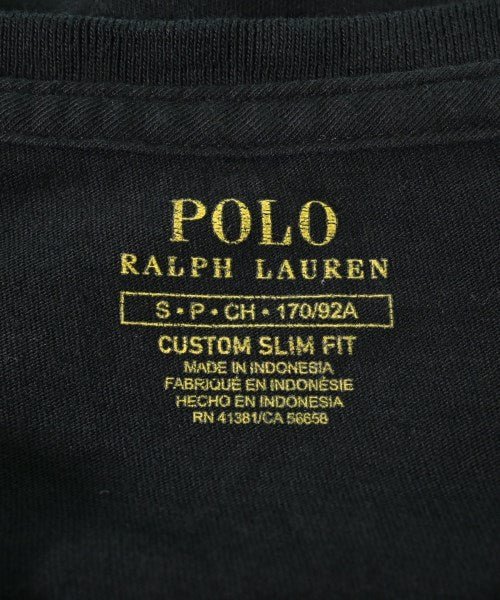 POLO
RALPH LAUREN
S • P • CH • 170/92A
CUSTOM SLIM FIT
MADE IN INDONESIA
FABRIQUÉ EN INDONÉSIE
HECHO EN INDONESIA
RN 41381/CA 56658